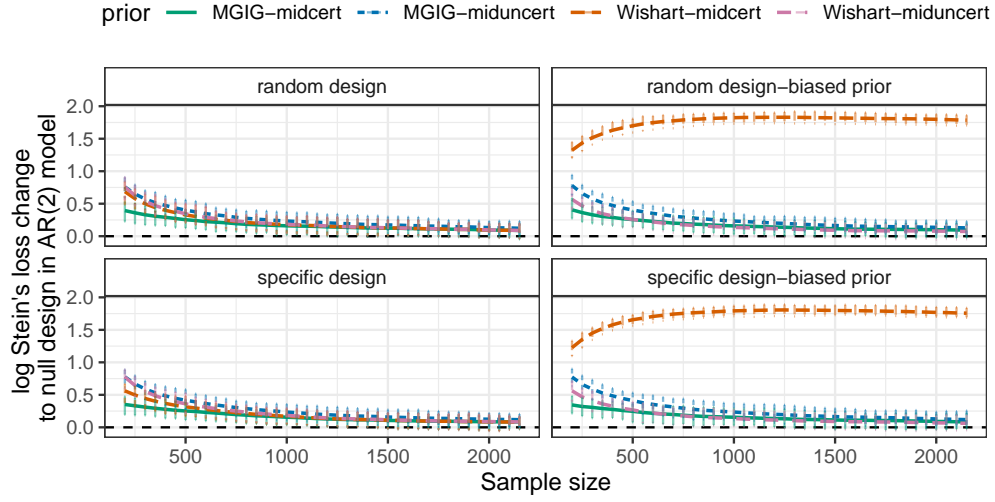 prior MGIG−midcert MGIG−miduncert Wishart−midcert Wishart−miduncert
random design
random design−biased prior
2.0
1.5
1.0
0.5
0.0
specific design
specific design−biased prior
2.0
1.5
1.0
0.5
0.0
log Stein's loss change
to null design in AR(2) model
500 1000 1500 2000
500 1000 1500 2000
Sample size